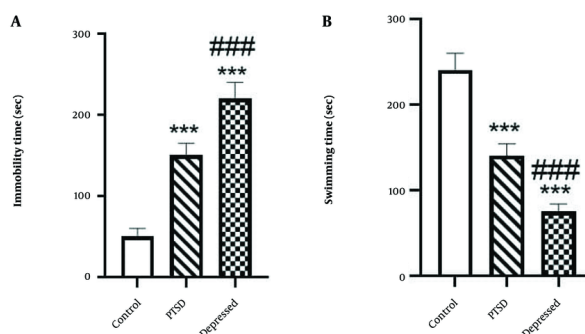 A
Immobility time (sec)
300
200
100
0
###
***
***
Control
PTSD
Depressed
B
Swimming time (sec)
300
200
100
0
***
###
***
Control
PTSD
Depressed